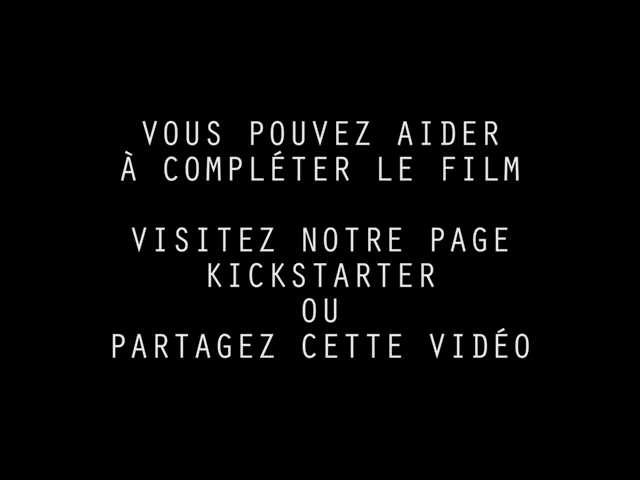 VOUS POUVEZ AIDER
À COMPLÉTER LE FILM
VISITEZ NOTRE PAGE
KICKSTARTER
OU
PARTAGEZ CETTE VIDÉO